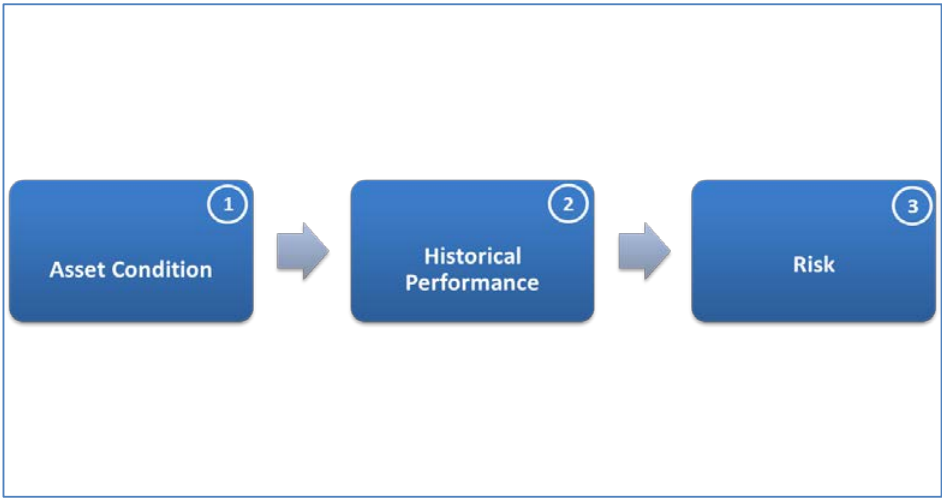 1
Asset Condition
2
Historical
Performance
3
Risk